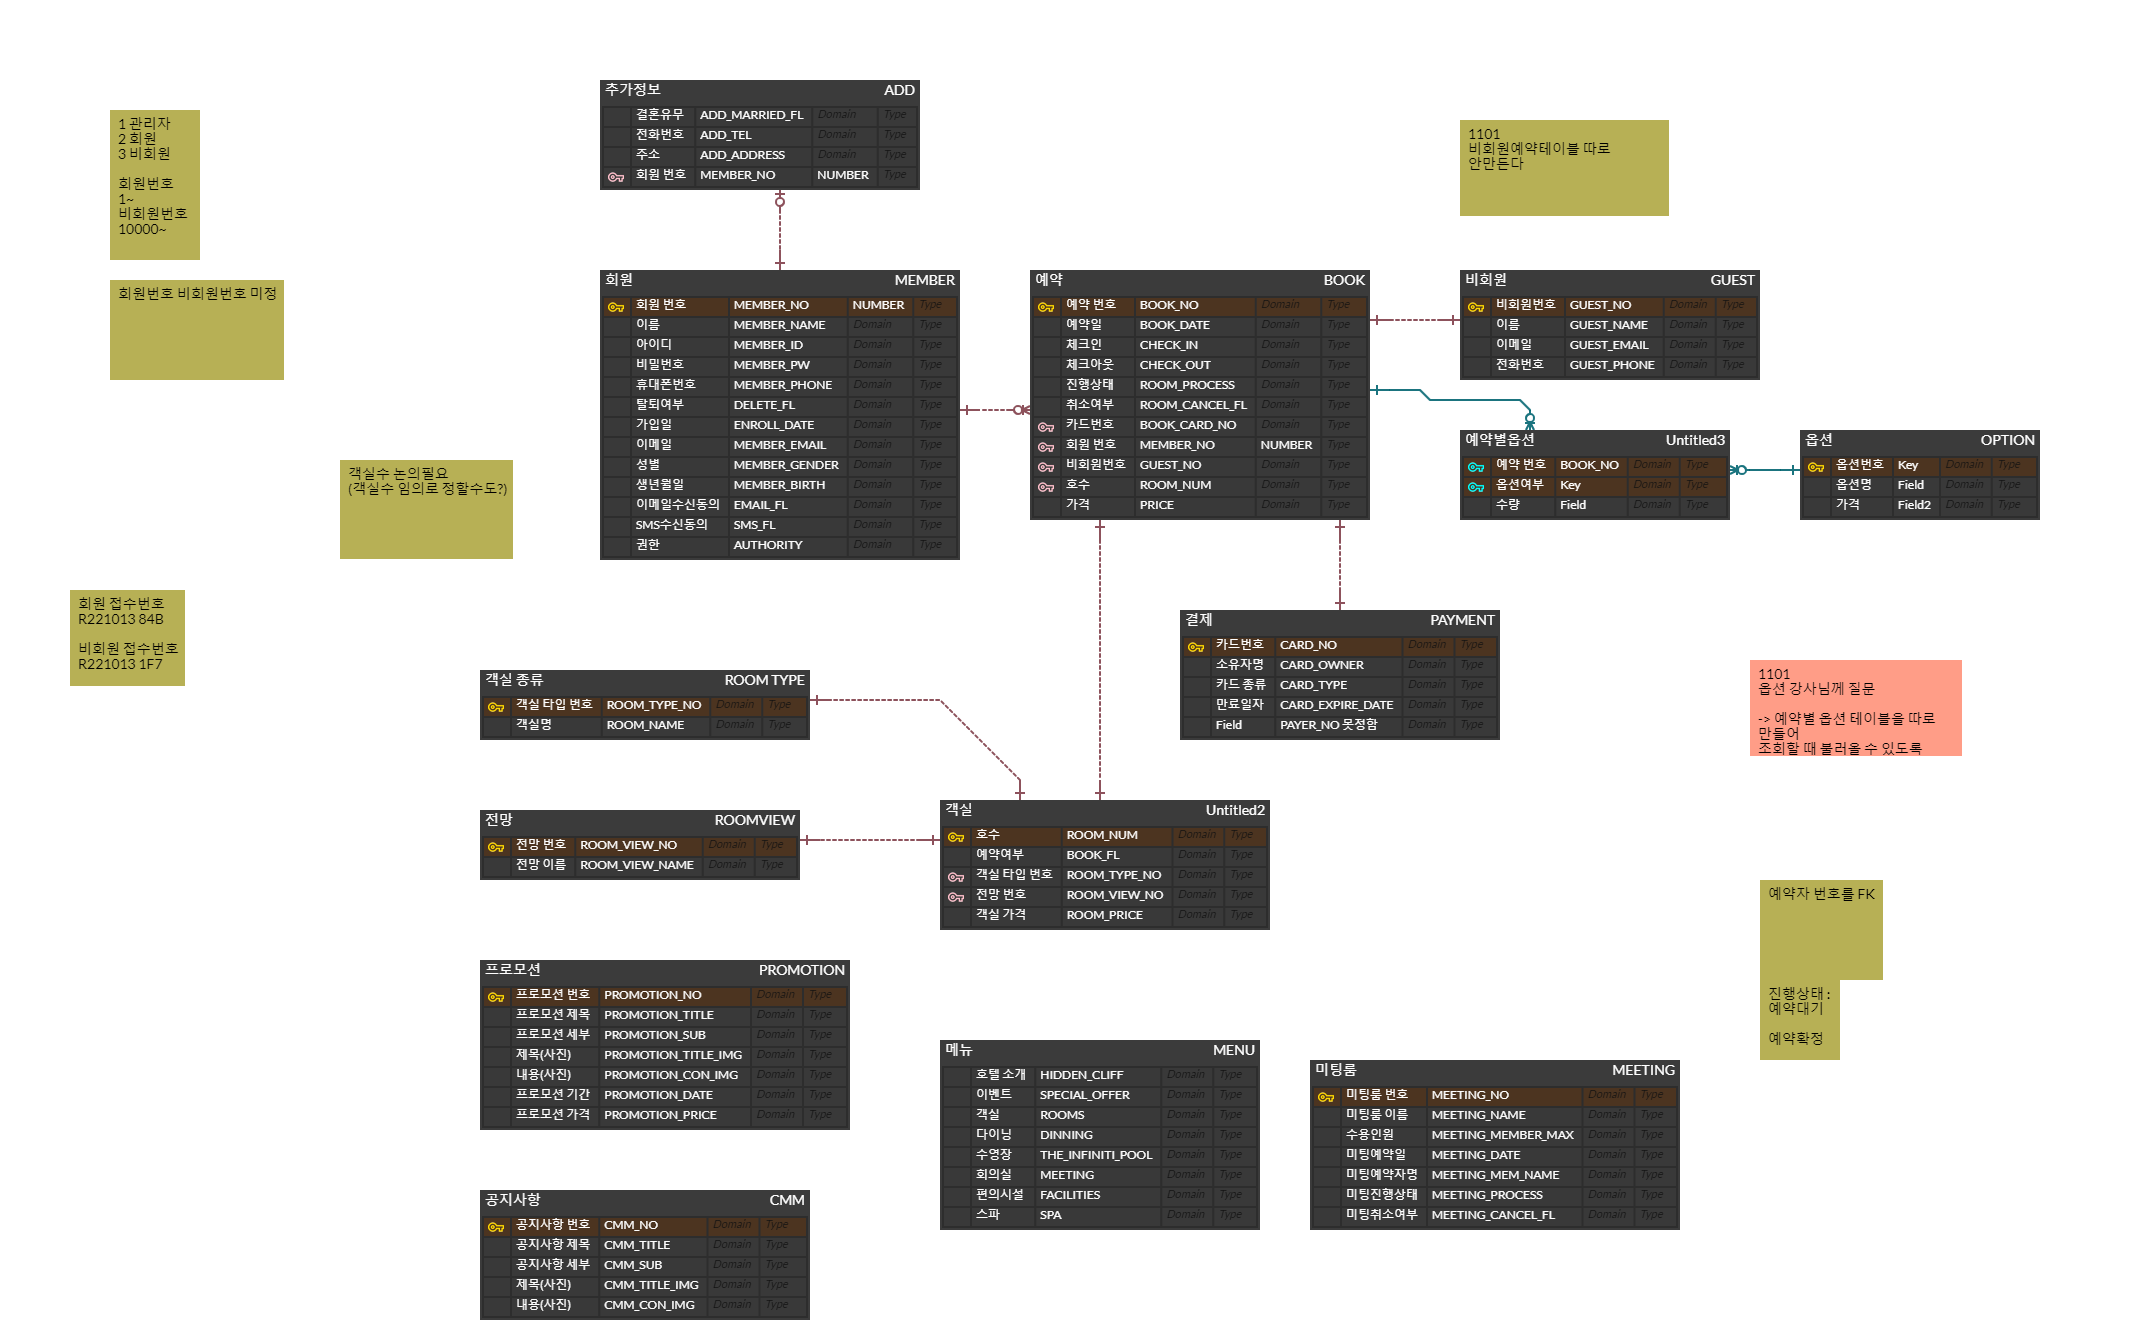 1 관리자
2 회원
3 비회원
회원번호
1~
비회원번호
10000~
회원번호 비회원번호 미정
객실수 논의필요
(객실수 임의로 정할수도?)
회원 접수번호
R221013 84B
비회원 접수번호
R221013 1F7
추가정보 ADD
결혼유무 ADD_MARRIED_FL Domain Type
전화번호 ADD_TEL Domain Type
주소 ADD_ADDRESS Domain Type
회원 번호 MEMBER_NO NUMBER Type
회원 MEMBER
회원 번호 MEMBER_NO NUMBER Type
이름 MEMBER_NAME Domain Type
아이디 MEMBER_ID Domain Type
비밀번호 MEMBER_PW Domain Type
휴대폰번호 MEMBER_PHONE Domain Type
탈퇴여부 DELETE_FL Domain Type
가입일 ENROLL_DATE Domain Type
이메일 MEMBER_EMAIL Domain Type
성별 MEMBER_GENDER Domain Type
생년월일 MEMBER_BIRTH Domain Type
이메일수신동의 EMAIL_FL Domain Type
SMS수신동의 SMS_FL Domain Type
권한 AUTHORITY Domain Type
예약 BOOK
예약 번호 BOOK_NO Domain Type
예약일 BOOK_DATE Domain Type
체크인 CHECK_IN Domain Type
체크아웃 CHECK_OUT Domain Type
진행상태 ROOM_PROCESS Domain Type
취소여부 ROOM_CANCEL_FL Domain Type
카드번호 BOOK_CARD_NO Domain Type
회원 번호 MEMBER_NO NUMBER Type
비회원번호 GUEST_NO Domain Type
호수 ROOM_NUM Domain Type
가격 PRICE Domain Type
1101
비회원예약테이블 따로
안만든다
비회원 GUEST
비회원번호 GUEST_NO Domain Type
이름 GUEST_NAME Domain Type
이메일 GUEST_EMAIL Domain Type
전화번호 GUEST_PHONE Domain Type
예약별옵션 Untitled3
예약 번호 BOOK_NO Domain Type
옵션여부 Key Domain Type
수량 Field Domain Type
옵션 OPTION
옵션번호 Key Domain Type
옵션명 Field Domain Type
가격 Field2 Domain Type
결제 PAYMENT
카드번호 CARD_NO Domain Type
소유자명 CARD_OWNER Domain Type
카드 종류 CARD_TYPE Domain Type
만료일자 CARD_EXPIRE_DATE Domain Type
Field PAYER_NO 못정함 Domain Type
1101
옵션 강사님께 질문
-> 예약별 옵션 테이블을 따로
만들어
조회할 때 불러올 수 있도록
객실 종류 ROOM TYPE
객실 타입 번호 ROOM_TYPE_NO Domain Type
객실명 ROOM_NAME Domain Type
전망 ROOMVIEW
전망 번호 ROOM_VIEW_NO Domain Type
전망 이름 ROOM_VIEW_NAME Domain Type
객실 Untitled2
호수 ROOM_NUM Domain Type
예약여부 BOOK_FL Domain Type
객실 타입 번호 ROOM_TYPE_NO Domain Type
전망 번호 ROOM_VIEW_NO Domain Type
객실 가격 ROOM_PRICE Domain Type
예약자 번호를 FK
진행상태 :
예약대기
예약확정
프로모션 PROMOTION
프로모션 번호 PROMOTION_NO Domain Type
프로모션 제목 PROMOTION_TITLE Domain Type
프로모션 세부 PROMOTION_SUB Domain Type
제목(사진) PROMOTION_TITLE_IMG Domain Type
내용(사진) PROMOTION_CON_IMG Domain Type
프로모션 기간 PROMOTION_DATE Domain Type
프로모션 가격 PROMOTION_PRICE Domain Type
메뉴 MENU
호텔 소개 HIDDEN_CLIFF Domain Type
이벤트 SPECIAL_OFFER Domain Type
객실 ROOMS Domain Type
다이닝 DINNING Domain Type
수영장 THE_INFINITI_POOL Domain Type
회의실 MEETING Domain Type
편의시설 FACILITIES Domain Type
스파 SPA Domain Type
미팅룸 MEETING
미팅룸 번호 MEETING_NO Domain Type
미팅룸 이름 MEETING_NAME Domain Type
수용인원 MEETING_MEMBER_MAX Domain Type
미팅예약일 MEETING_DATE Domain Type
미팅예약자명 MEETING_MEM_NAME Domain Type
미팅진행상태 MEETING_PROCESS Domain Type
미팅취소여부 MEETING_CANCEL_FL Domain Type
공지사항 CMM
공지사항 번호 CMM_NO Domain Type
공지사항 제목 CMM_TITLE Domain Type
공지사항 세부 CMM_SUB Domain Type
제목(사진) CMM_TITLE_IMG Domain Type
내용(사진) CMM_CON_IMG Domain Type